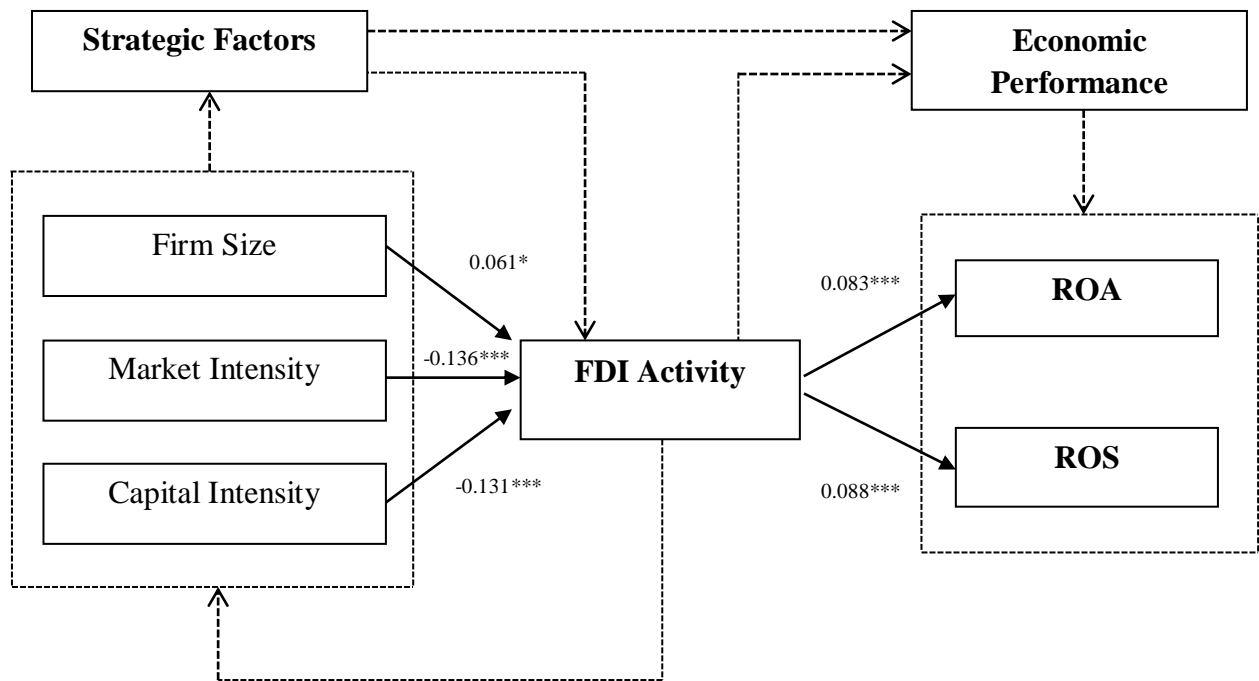 Strategic Factors
Economic
Performance
Firm Size
0.061*
0.083***
ROA
Market Intensity
-0.136***
FDI Activity
Capital Intensity
-0.131***
0.088***
ROS